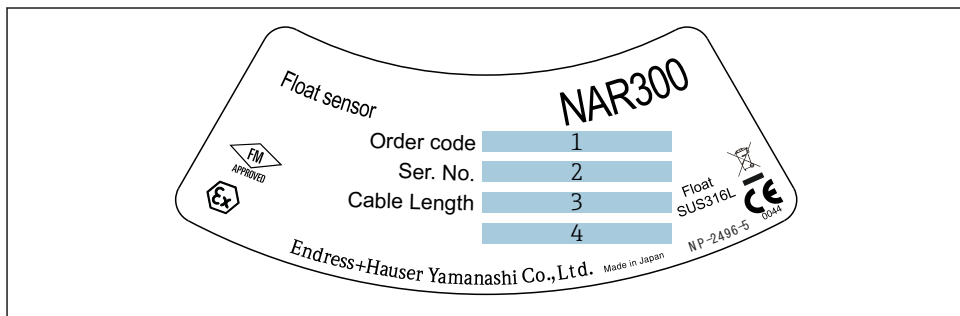 Float sensor
NAR300
Order code 1
Ser. No. 2
Cable Length 3
4
FM
APPROVED
Ex
Float
SUS316L
CE
0044
NP-2496-5
Endress+Hauser Yamanashi Co.,Ltd. Made in Japan